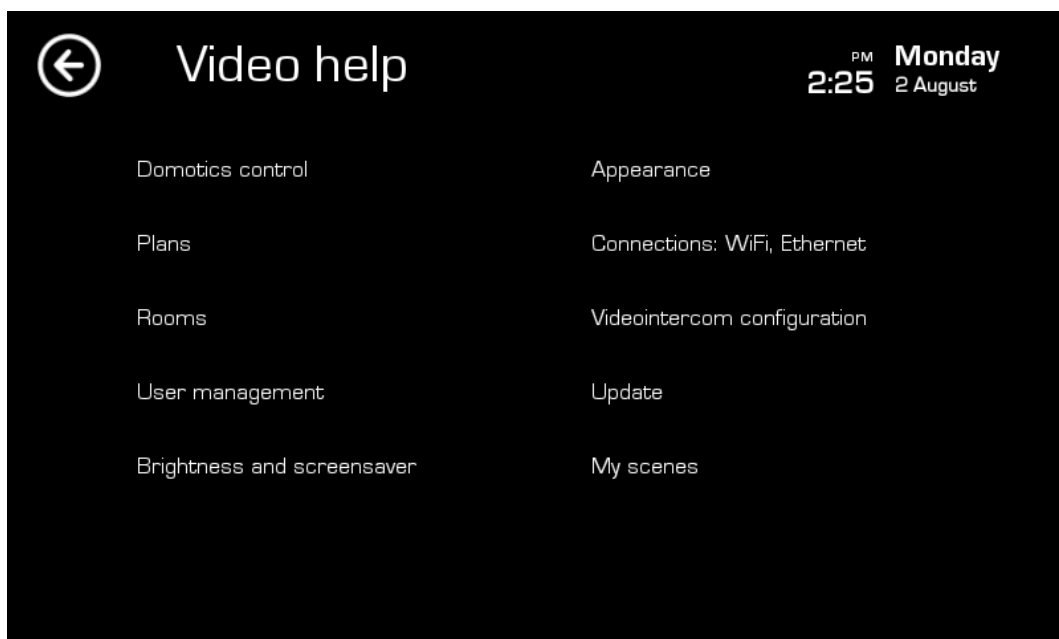 Video help
PM
2:25
Monday
2 August
Domotics control
Appearance
Plans
Connections: WiFi, Ethernet
Rooms
Videointercom configuration
User management
Update
Brightness and screensaver
My scenes